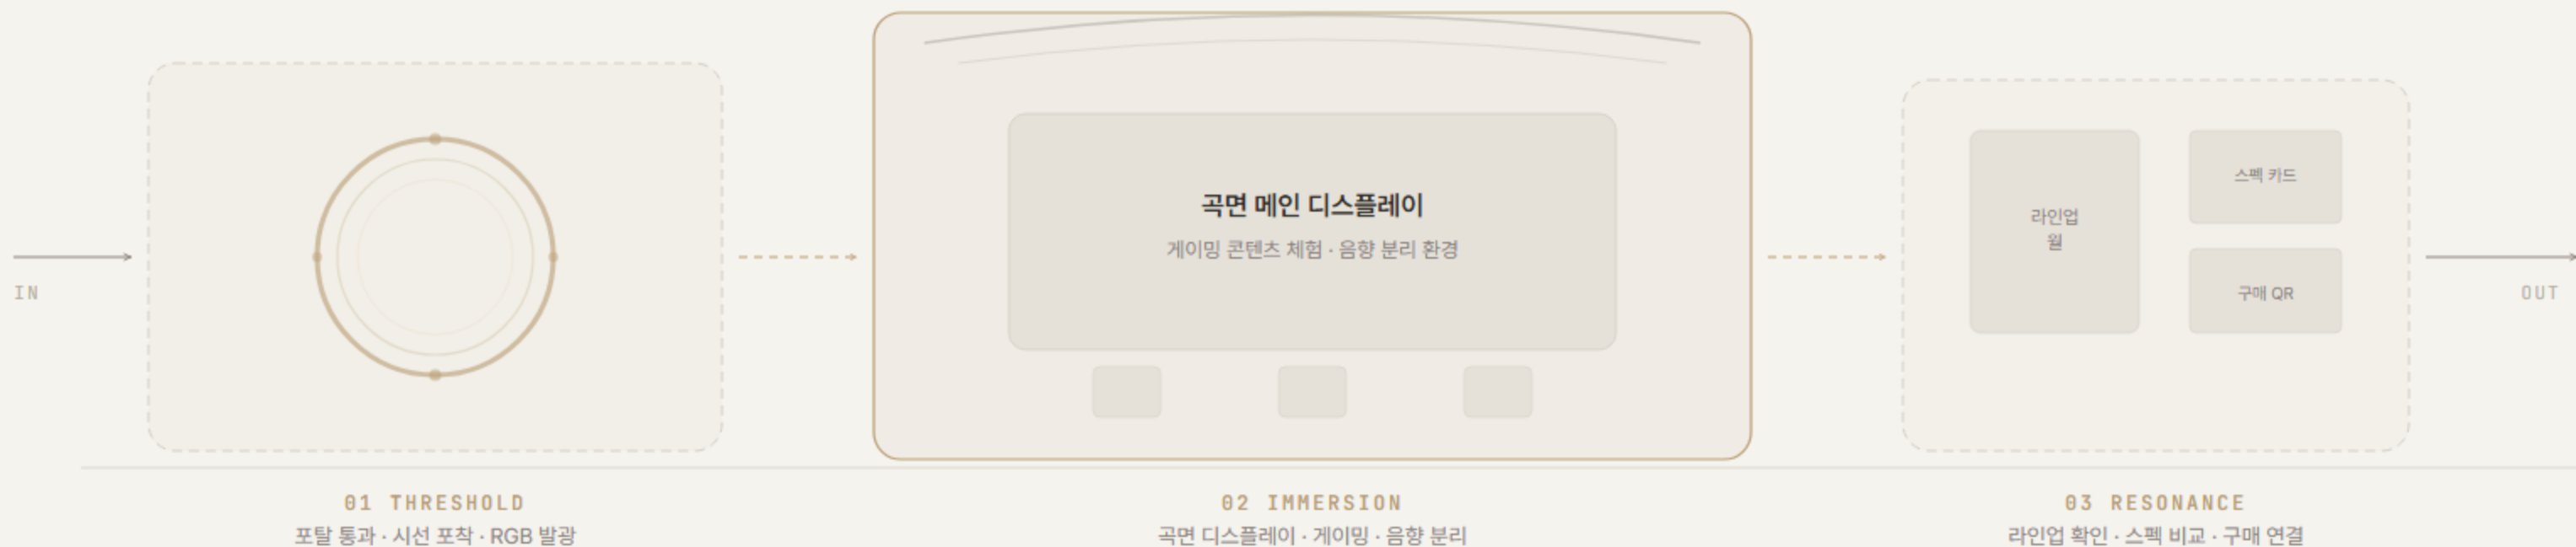 IN
곡면 메인 디스플레이
게이밍 콘텐츠 체험 · 음향 분리 환경
라인업
월
스펙 카드
구매 QR
OUT
01 THRESHOLD
포탈 통과 · 시선 포착 · RGB 발광
02 IMMERSION
곡면 디스플레이 · 게이밍 · 음향 분리
03 RESONANCE
라인업 확인 · 스펙 비교 · 구매 연결